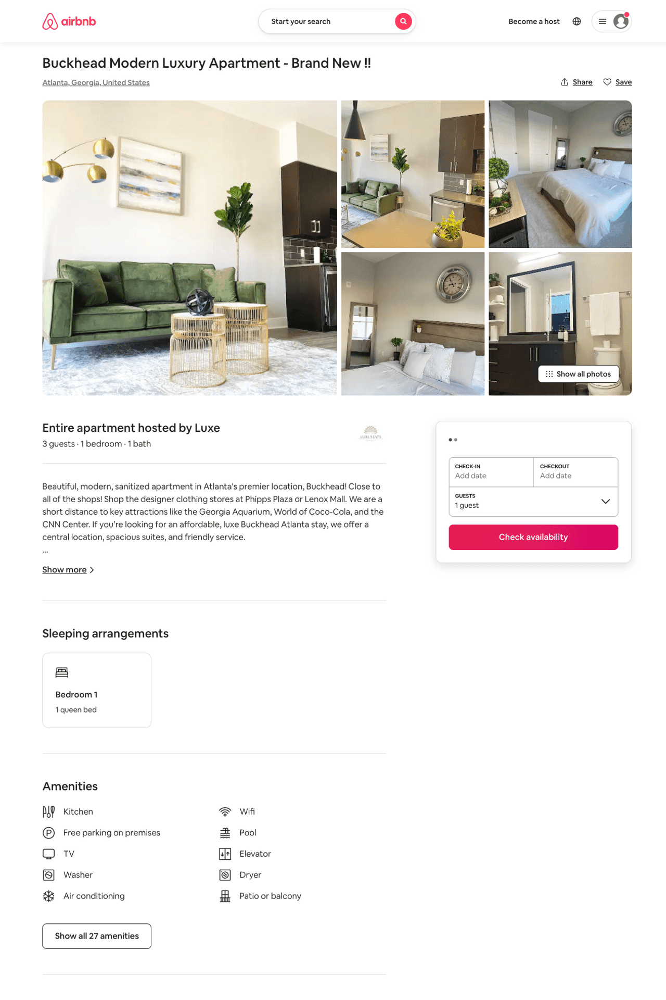 airbnb
Start your search
Become a host
Buckhead Modern Luxury Apartment - Brand New !!
Atlanta, Georgia, United States
Share
Save
Show all photos
Entire apartment hosted by Luxe
3 guests · 1 bedroom · 1 bath
LUXE STAYS
CHECK-IN
Add date
CHECKOUT
Add date
GUESTS
1 guest
Check availability
Beautiful, modern, sanitized apartment in Atlanta's premier location, Buckhead! Close to
all of the shops! Shop the designer clothing stores at Phipps Plaza or Lenox Mall. We are a
short distance to key attractions like the Georgia Aquarium, World of Coco-Cola, and the
CNN Center. If you’re looking for an affordable, luxe Buckhead Atlanta stay, we offer a
central location, spacious suites, and friendly service.
...
Show more
Sleeping arrangements
Bedroom 1
1 queen bed
Amenities
Kitchen
Wifi
Free parking on premises
Pool
TV
Elevator
Washer
Dryer
Air conditioning
Patio or balcony
Show all 27 amenities